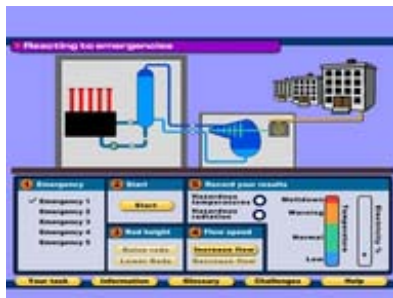 Reacting to emergencies
1 Emergency
Emergency 1
Emergency 2
Emergency 3
Emergency 4
Emergency 5
2 Start
Start
3 Rod height
Raise rods
Lower Rods
4 Flow speed
Increase flow
Decrease flow
5 Record your results
Hazardous temperatures
Hazardous radiation
Meltdown
Warning
Normal
Low
Temperature
Electricity %
Your task
Information
Glossary
Challenges
Help